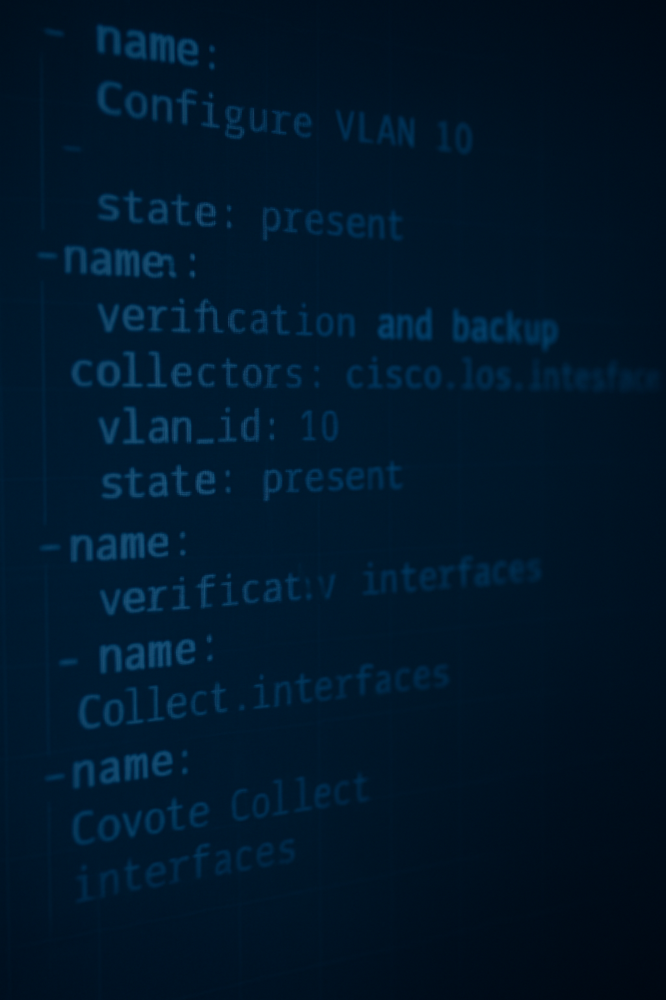 - name:
Configure VLAN 10
-
state: present
-name:
verification and backup
collectors: cisco.los.intesface
vlan_id: 10
state: present
-name:
interfaces
- name:
Collect.interfaces
-name:
Covote Collect
interfaces